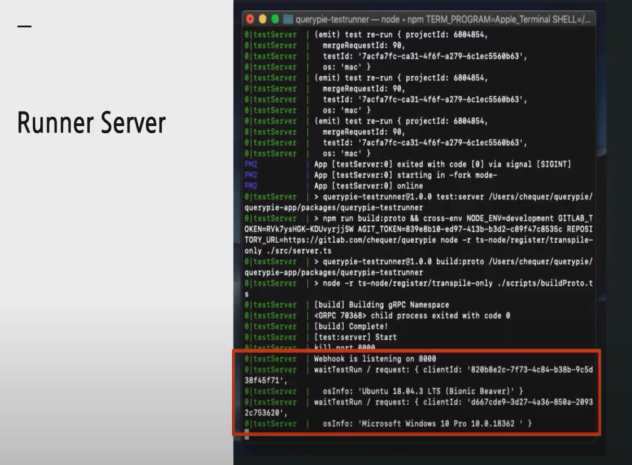 Runner Server
querypie-testrunner — node • npm TERM_PROGRAM=Apple_Terminal SHELL=/...
0|testServer | (emit) test re-run { projectId: 6804854,
0|testServer | mergeRequestId: 90,
0|testServer | testId: '7acfa7fc-ca31-4f6f-a279-6c1ec5560b63',
0|testServer | os: 'mac' }
0|testServer | (emit) test re-run { projectId: 6804854,
0|testServer | mergeRequestId: 90,
0|testServer | testId: '7acfa7fc-ca31-4f6f-a279-6c1ec5560b63',
0|testServer | os: 'mac' }
0|testServer | (emit) test re-run { projectId: 6804854,
0|testServer | mergeRequestId: 90,
0|testServer | testId: '7acfa7fc-ca31-4f6f-a279-6c1ec5560b63',
0|testServer | os: 'mac' }
PM2 | App [testServer:0] exited with code [0] via signal [SIGINT]
PM2 | App [testServer:0] starting in -fork mode-
PM2 | App [testServer:0] online
0|testServer | > querypie-testrunner@1.0.0 test:server /Users/chequer/querypie/
querypie-app/packages/querypie-testrunner
0|testServer | > npm run build:proto && cross-env NODE_ENV=development GITLAB_T
OKEN=RVk7ysHGK-KDUvyrjjSW AGIT_TOKEN=839e8b10-ed97-413b-b3d2-c89f47c8535c REPOSI
TORY_URL=https://gitlab.com/chequer/querypie node -r ts-node/register/transpile-
only ./src/server.ts
0|testServer | > querypie-testrunner@1.0.0 build:proto /Users/chequer/querypie/
querypie-app/packages/querypie-testrunner
0|testServer | > node -r ts-node/register/transpile-only ./scripts/buildProto.t
s
0|testServer | [build] Building gRPC Namespace
0|testServer | <GRPC 70368> child process exited with code 0
0|testServer | [build] Complete!
0|testServer | [test:server] Start
0|testServer | kill port 8000
0|testServer | Webhook is listening on 8000
0|testServer | waitTestRun / request: { clientId: '820b8e2c-7f73-4c84-b38b-9c5d
38f45f71',
0|testServer | osInfo: 'Ubuntu 18.04.3 LTS (Bionic Beaver)' }
0|testServer | waitTestRun / request: { clientId: 'd667cde9-3d27-4a36-850a-2093
2c753620',
0|testServer | osInfo: 'Microsoft Windows 10 Pro 10.0.18362 ' }